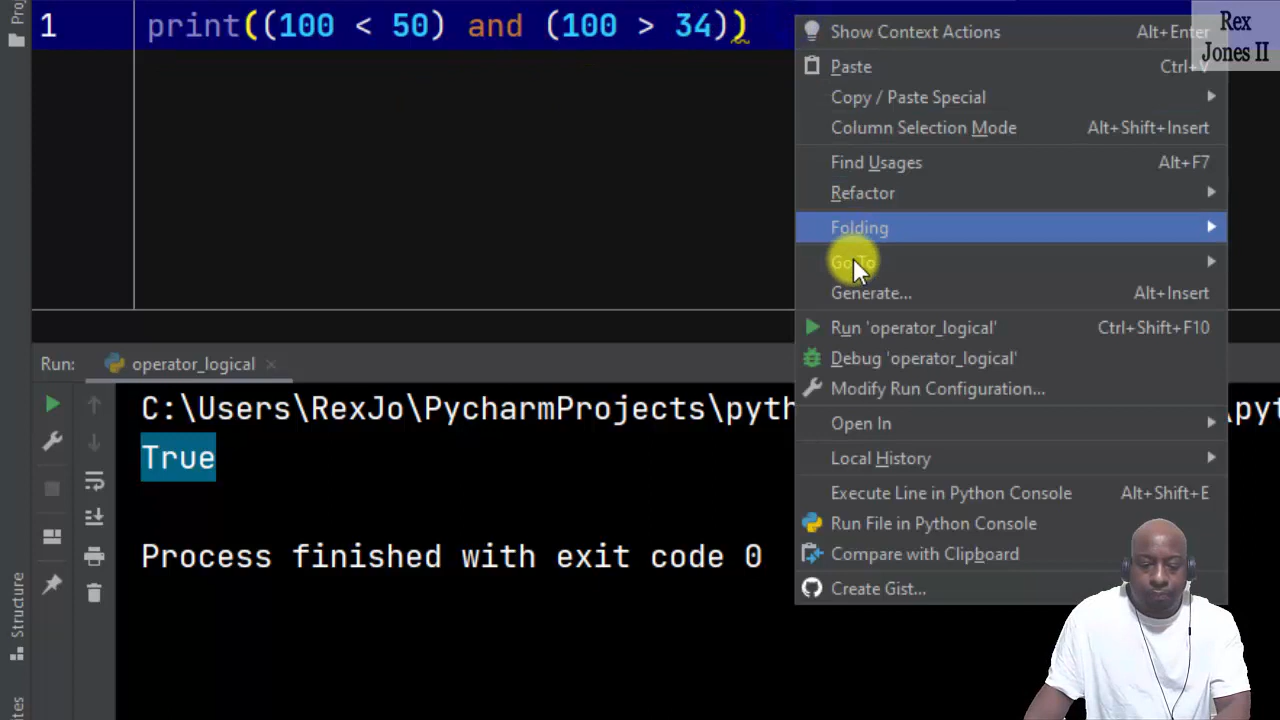 Rex
Jones II
1 print((100 < 50) and (100 > 34))
Show Context Actions Alt+Enter
Paste Ctrl+V
Copy / Paste Special
Column Selection Mode Alt+Shift+Insert
Find Usages Alt+F7
Refactor
Folding
Go To
Generate... Alt+Insert
Run 'operator_logical' Ctrl+Shift+F10
Debug 'operator_logical'
Modify Run Configuration...
Open In
Local History
Execute Line in Python Console Alt+Shift+E
Run File in Python Console
Compare with Clipboard
Create Gist...
Run: operator_logical
C:\Users\RexJo\PycharmProjects\pyth
True
Process finished with exit code 0
Structure